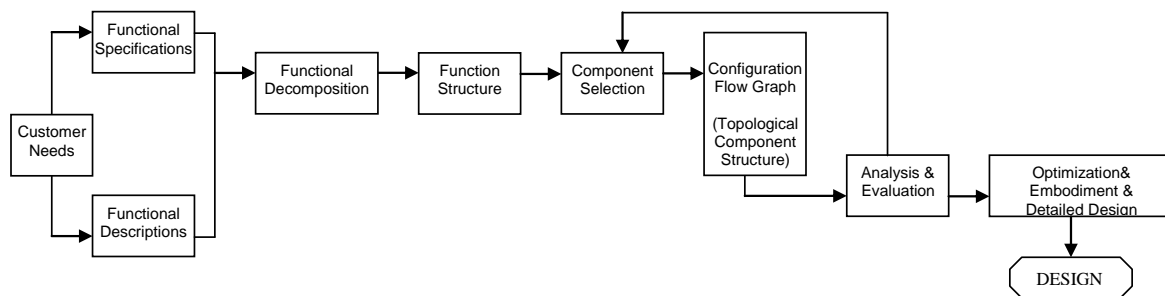 Functional
Specifications
Customer
Needs
Functional
Descriptions
Functional
Decomposition
Function
Structure
Component
Selection
Configuration
Flow Graph
(Topological
Component
Structure)
Analysis &
Evaluation
Optimization&
Embodiment &
Detailed Design
DESIGN